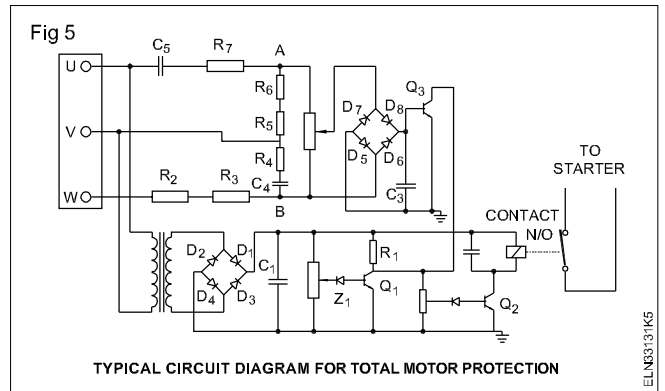 Fig 5
U
V
W
C5
R7
A
R6
R5
R4
C4
B
R2
R3
D7
D8
D5
D6
Q3
C3
TO
STARTER
CONTACT
N/O
D2
D1
D4
D3
C1
Z1
R1
Q1
Q2
TYPICAL CIRCUIT DIAGRAM FOR TOTAL MOTOR PROTECTION
ELN33131K5